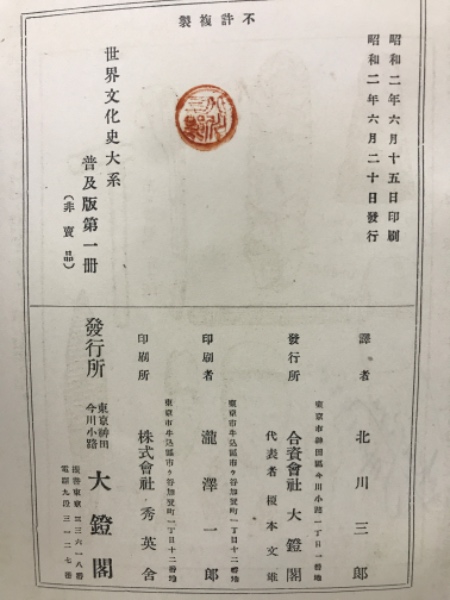 不許複製
昭和二年六月十五日印刷
昭和二年六月二十日發行
世界文化史大系
普及版第一冊
（非賣品）
譯者　北川三郎
東京市神田區今川小路一丁目一番地
發行所　合資會社　大鐙閣
代表者　榎本文雄
東京市牛込區市ヶ谷加賀町一丁目十二番地
印刷者　瀧澤一郎
東京市牛込區市ヶ谷加賀町一丁目十二番地
印刷所　株式會社　秀英舍
發行所　東京神田今川小路　大鐙閣
振替東京三三六一八番
電話九段三一二七番